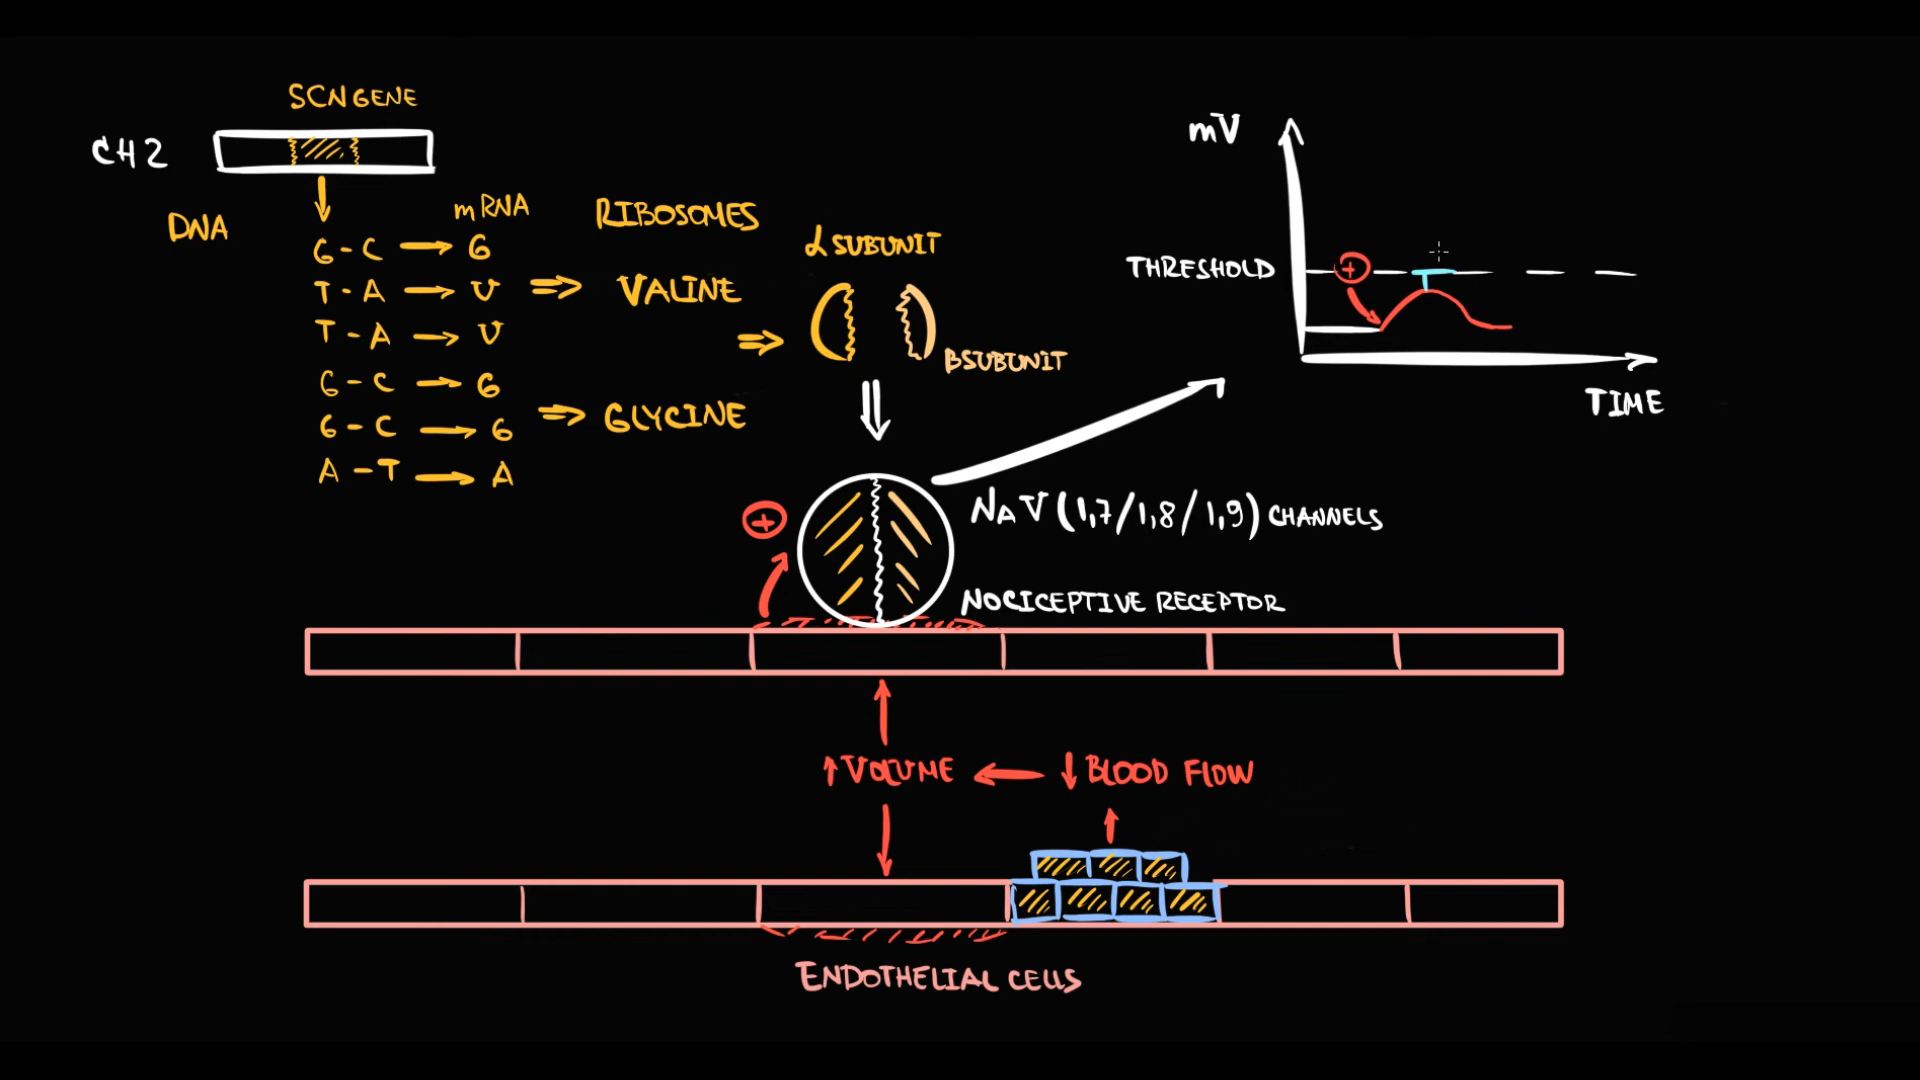 SCN GENE
CH2
DNA
mRNA
RIBOSOMES
G - C → G
T - A → U
T - A → U
⇒ VALINE
G - C → G
G - C → G
A - T → A
⇒ GLYCINE
⇒
α SUBUNIT
β SUBUNIT
mV
THRESHOLD
+
TIME
+
NaV (1,7/1,8/1,9) CHANNELS
NOCICEPTIVE RECEPTOR
↑ VOLUME ← ↓ BLOOD FLOW
ENDOTHELIAL CELLS